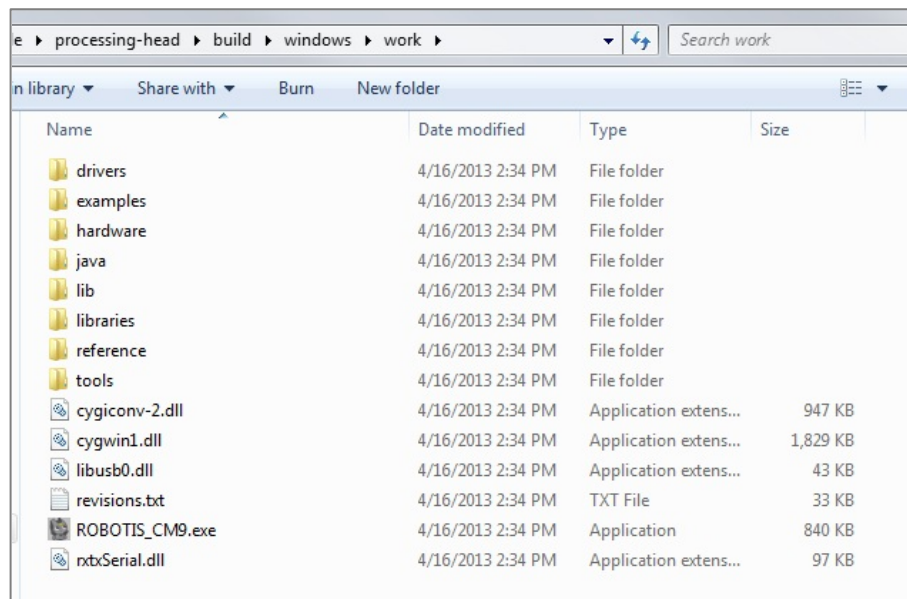 e ▸ processing-head ▸ build ▸ windows ▸ work ▸ Search work
n library Share with Burn New folder
Name Date modified Type Size
drivers 4/16/2013 2:34 PM File folder
examples 4/16/2013 2:34 PM File folder
hardware 4/16/2013 2:34 PM File folder
java 4/16/2013 2:34 PM File folder
lib 4/16/2013 2:34 PM File folder
libraries 4/16/2013 2:34 PM File folder
reference 4/16/2013 2:34 PM File folder
tools 4/16/2013 2:34 PM File folder
cygiconv-2.dll 4/16/2013 2:34 PM Application extens... 947 KB
cygwin1.dll 4/16/2013 2:34 PM Application extens... 1,829 KB
libusb0.dll 4/16/2013 2:34 PM Application extens... 43 KB
revisions.txt 4/16/2013 2:34 PM TXT File 33 KB
ROBOTIS_CM9.exe 4/16/2013 2:34 PM Application 840 KB
rxtxSerial.dll 4/16/2013 2:34 PM Application extens... 97 KB